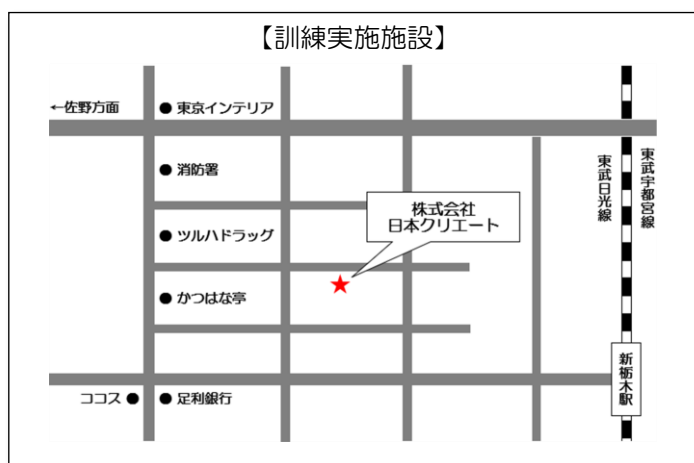 【訓練実施施設】
←佐野方面
●東京インテリア
●消防署
●ツルハドラッグ
●かつはな亭
株式会社
日本クリエート
東武日光線
東武宇都宮線
新栃木駅
ココス●
●足利銀行